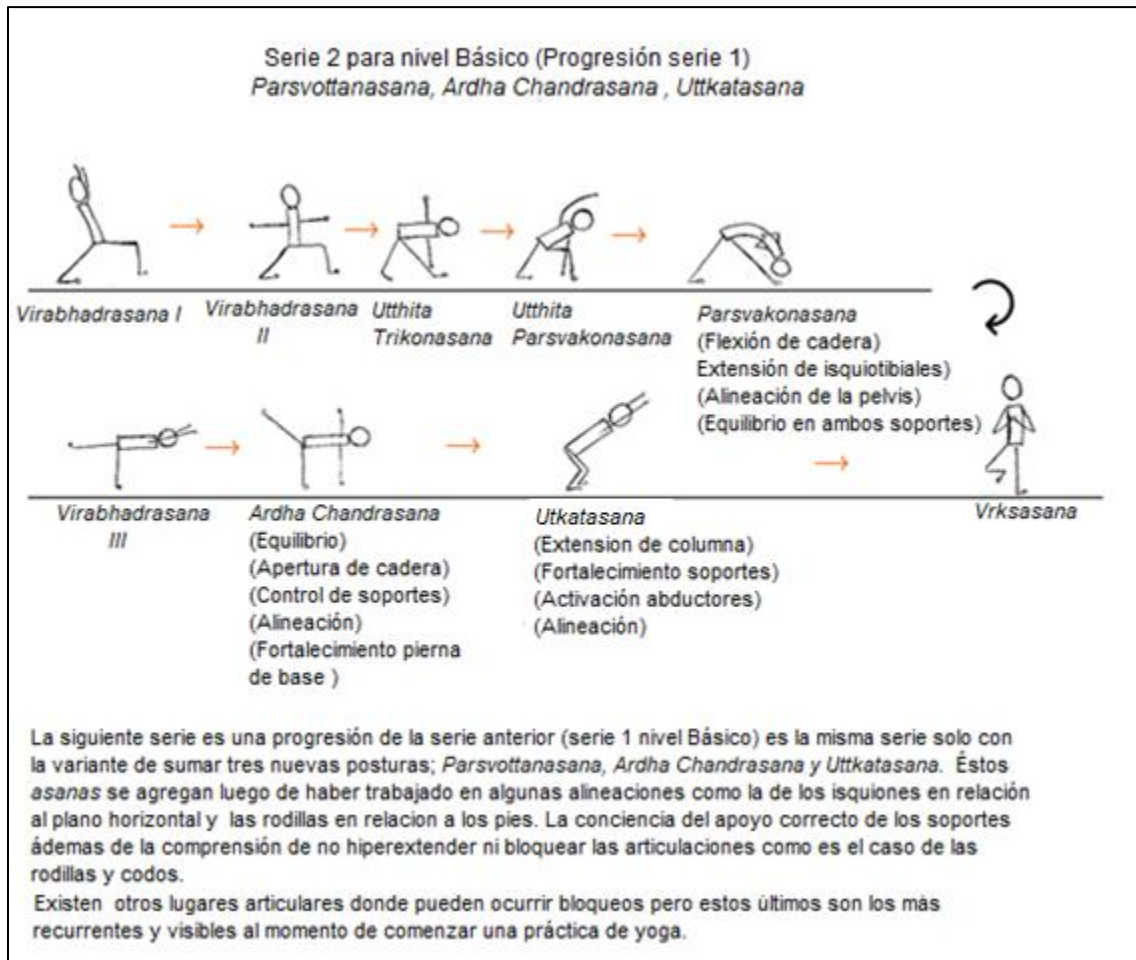 Serie 2 para nivel Básico (Progresión serie 1)
Parsvottanasana, Ardha Chandrasana , Uttkatasana
Virabhadrasana I
Virabhadrasana
II
Utthita
Trikonasana
Utthita
Parsvakonasana
Parsvakonasana
(Flexión de cadera)
Extensión de isquiotibiales)
(Alineación de la pelvis)
(Equilibrio en ambos soportes)
Virabhadrasana
III
Ardha Chandrasana
(Equilibrio)
(Apertura de cadera)
(Control de soportes)
(Alineación)
(Fortalecimiento pierna
de base )
Utkatasana
(Extension de columna)
(Fortalecimiento soportes)
(Activación abductores)
(Alineación)
Vrksasana
La siguiente serie es una progresión de la serie anterior (serie 1 nivel Básico) es la misma serie solo con
la variante de sumar tres nuevas posturas; Parsvottanasana, Ardha Chandrasana y Uttkatasana. Éstos
asanas se agregan luego de haber trabajado en algunas alineaciones como la de los isquiones en relación
al plano horizontal y las rodillas en relacion a los pies. La conciencia del apoyo correcto de los soportes
ádemas de la comprensión de no hiperextender ni bloquear las articulaciones como es el caso de las
rodillas y codos.
Existen otros lugares articulares donde pueden ocurrir bloqueos pero estos últimos son los más
recurrentes y visibles al momento de comenzar una práctica de yoga.